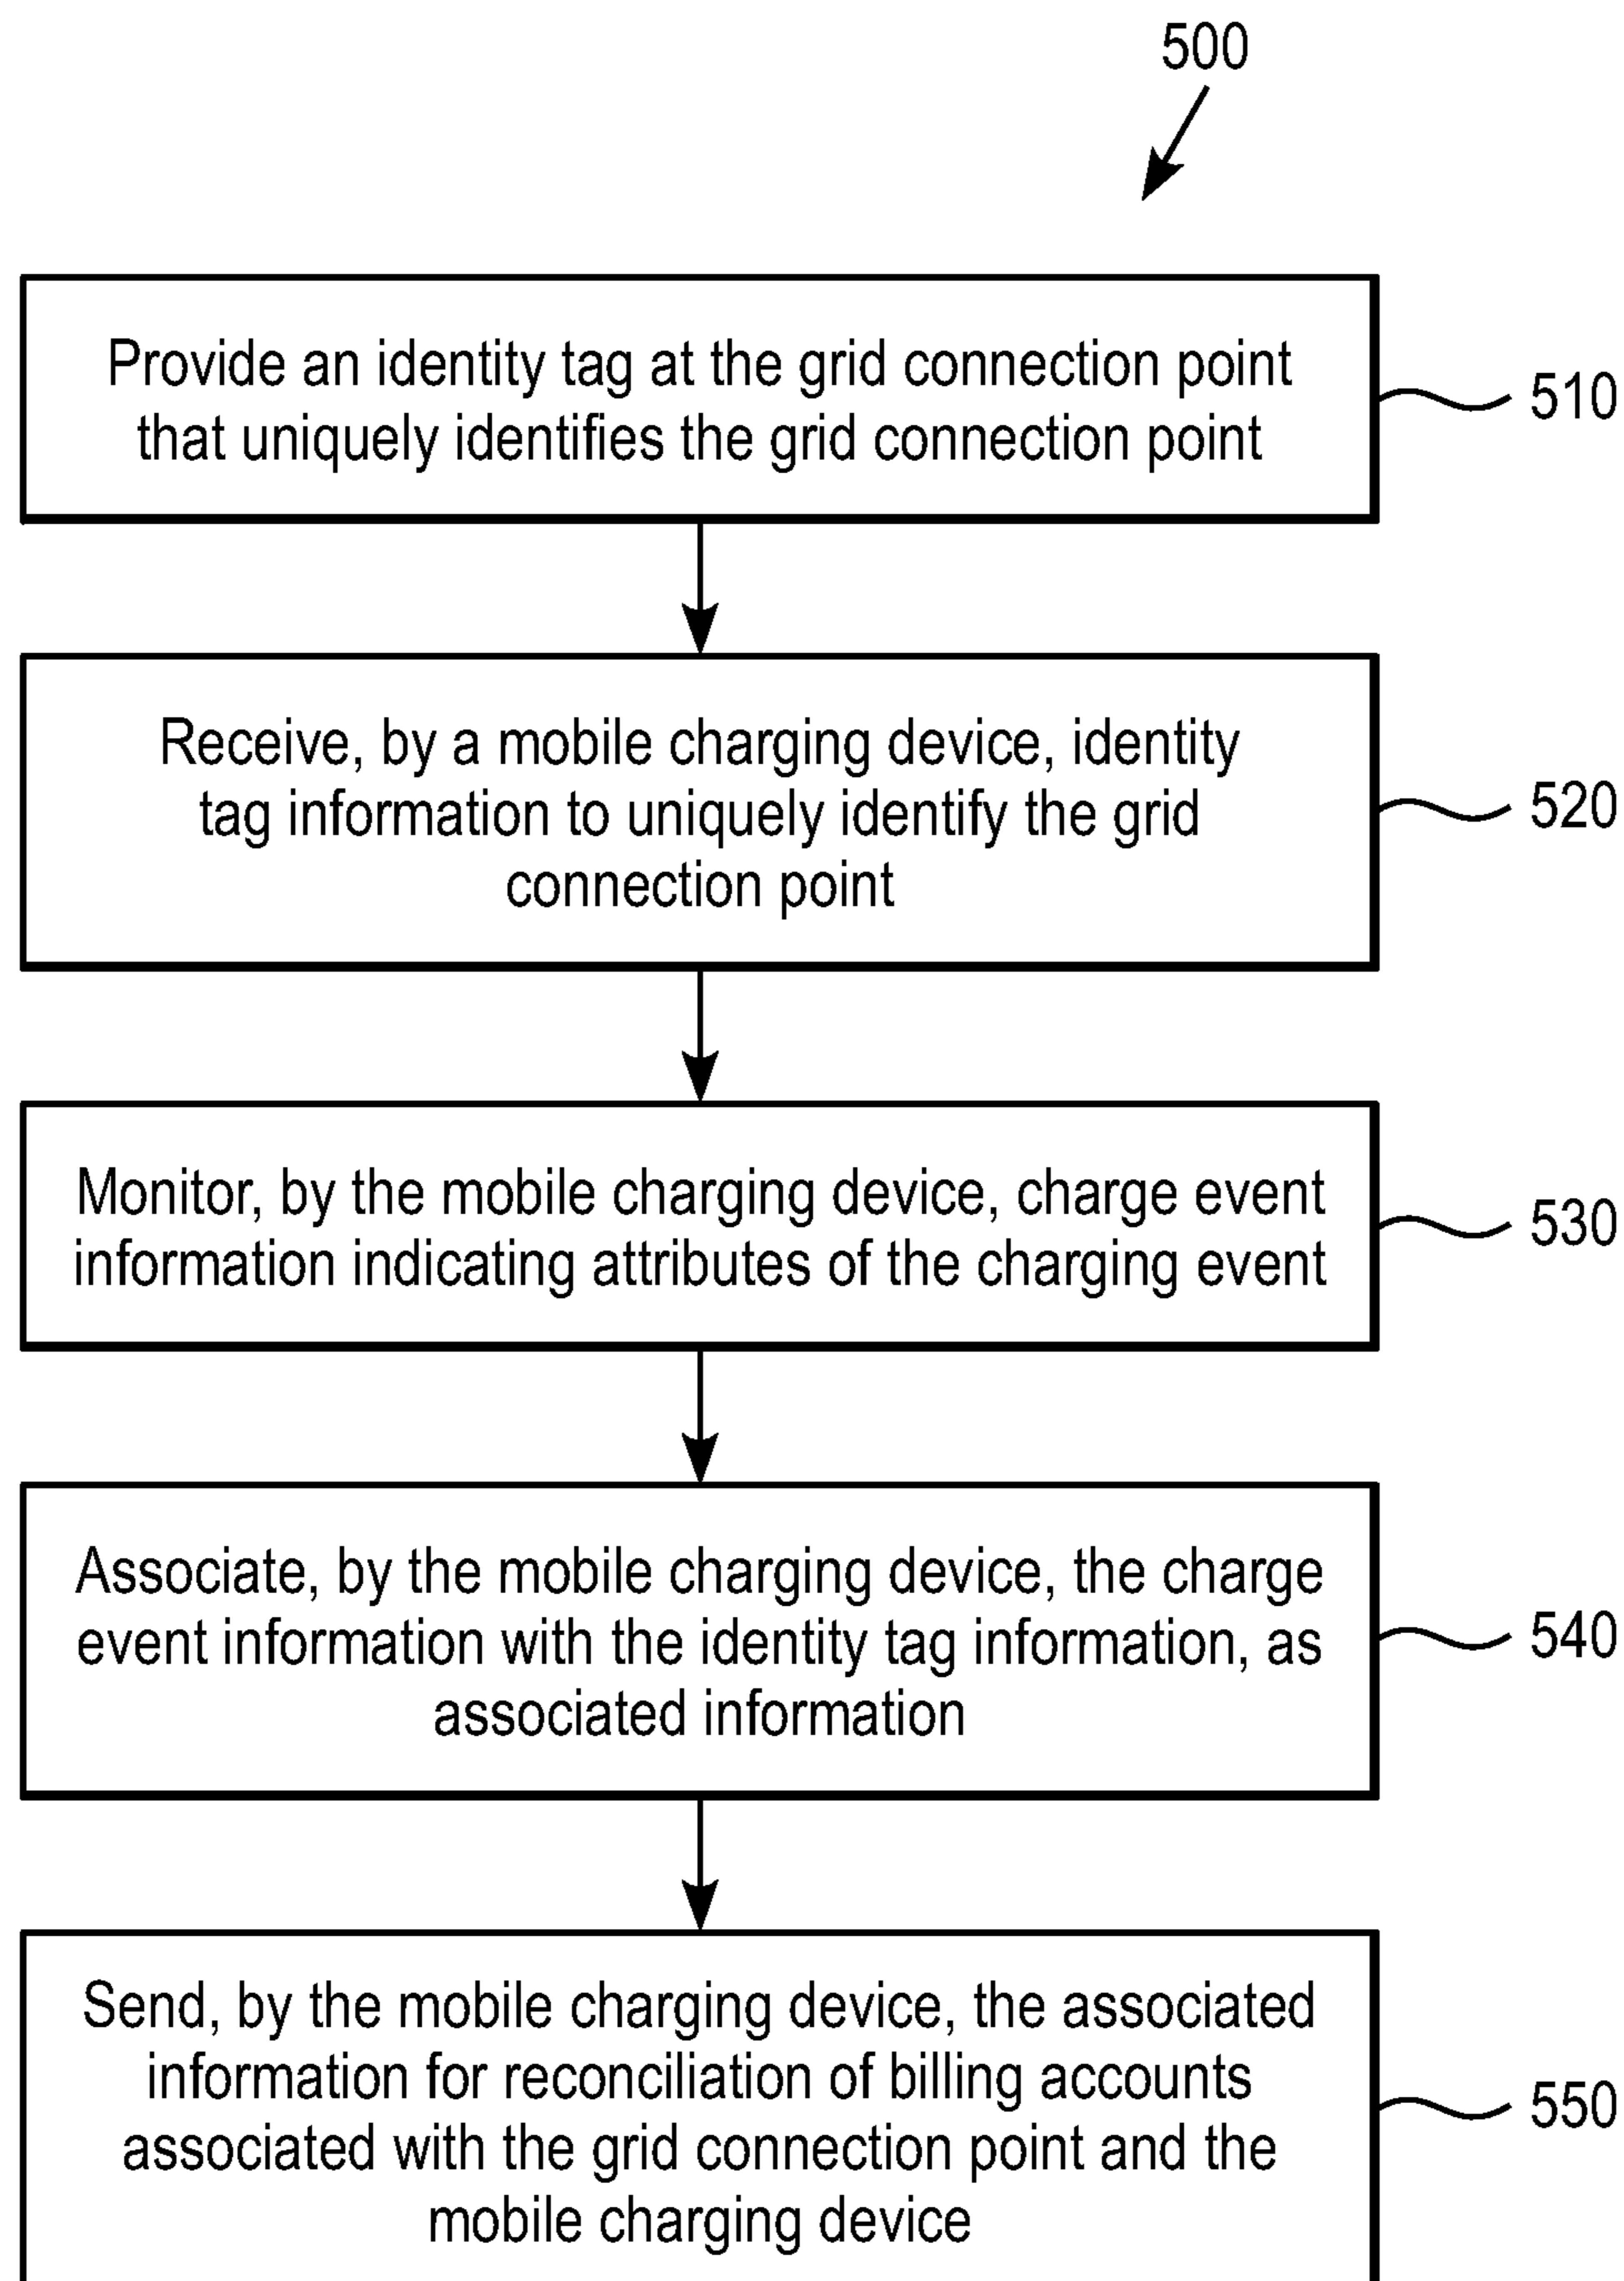 500
Provide an identity tag at the grid connection point
that uniquely identifies the grid connection point
510
Receive, by a mobile charging device, identity
tag information to uniquely identify the grid
connection point
520
Monitor, by the mobile charging device, charge event
information indicating attributes of the charging event
530
Associate, by the mobile charging device, the charge
event information with the identity tag information, as
associated information
540
Send, by the mobile charging device, the associated
information for reconciliation of billing accounts
associated with the grid connection point and the
mobile charging device
550